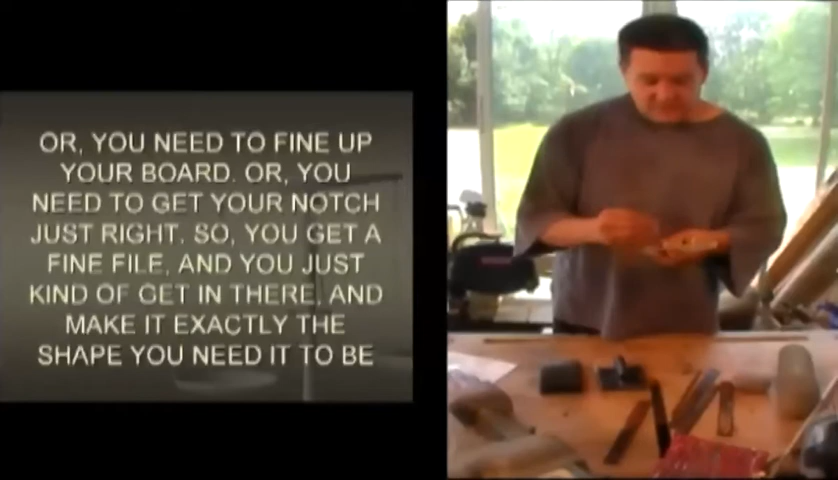 OR, YOU NEED TO FINE UP
YOUR BOARD. OR, YOU
NEED TO GET YOUR NOTCH
JUST RIGHT. SO, YOU GET A
FINE FILE, AND YOU JUST
KIND OF GET IN THERE, AND
MAKE IT EXACTLY THE
SHAPE YOU NEED IT TO BE